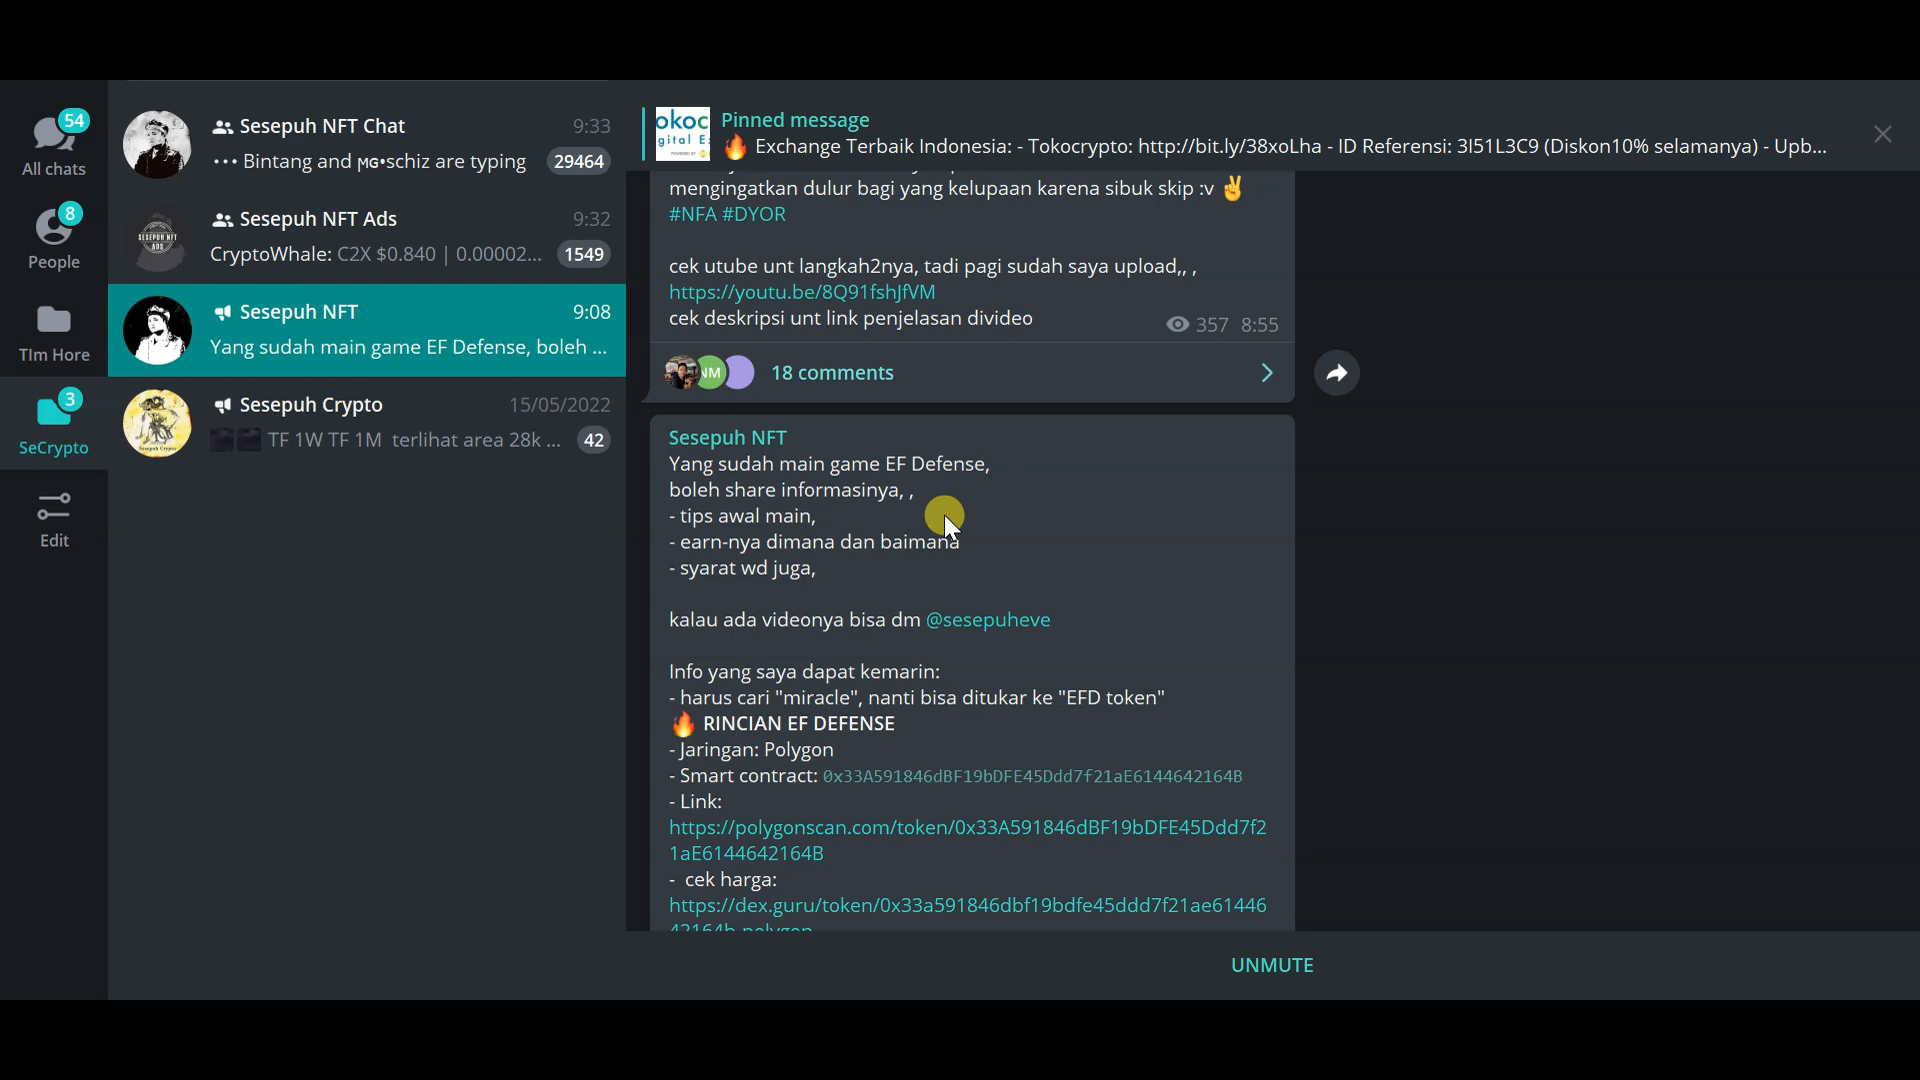 54
All chats
8
People
TIm Hore
3
SeCrypto
Edit
Sesepuh NFT Chat 9:33
Bintang and ᴍɢ•schiz are typing 29464
Sesepuh NFT Ads 9:32
CryptoWhale: C2X $0.840 | 0.00002... 1549
Sesepuh NFT 9:08
Yang sudah main game EF Defense, boleh ...
Sesepuh Crypto 15/05/2022
TF 1W TF 1M terlihat area 28k ... 42
okoc
gital E
Pinned message
🔥 Exchange Terbaik Indonesia: - Tokocrypto: http://bit.ly/38xoLha - ID Referensi: 3I51L3C9 (Diskon10% selamanya) - Upb...
mengingatkan dulur bagi yang kelupaan karena sibuk skip :v ✌
#NFA #DYOR
cek utube unt langkah2nya, tadi pagi sudah saya upload,, ,
https://youtu.be/8Q91fshJfVM
cek deskripsi unt link penjelasan divideo
357 8:55
NM
18 comments
Sesepuh NFT
Yang sudah main game EF Defense,
boleh share informasinya, ,
- tips awal main,
- earn-nya dimana dan baimana
- syarat wd juga,
kalau ada videonya bisa dm @sesepuheve
Info yang saya dapat kemarin:
- harus cari "miracle", nanti bisa ditukar ke "EFD token"
🔥 RINCIAN EF DEFENSE
- Jaringan: Polygon
- Smart contract: 0x33A591846dBF19bDFE45Ddd7f21aE6144642164B
- Link:
https://polygonscan.com/token/0x33A591846dBF19bDFE45Ddd7f2
1aE6144642164B
- cek harga:
https://dex.guru/token/0x33a591846dbf19bdfe45ddd7f21ae61446
42164b-polygon
UNMUTE